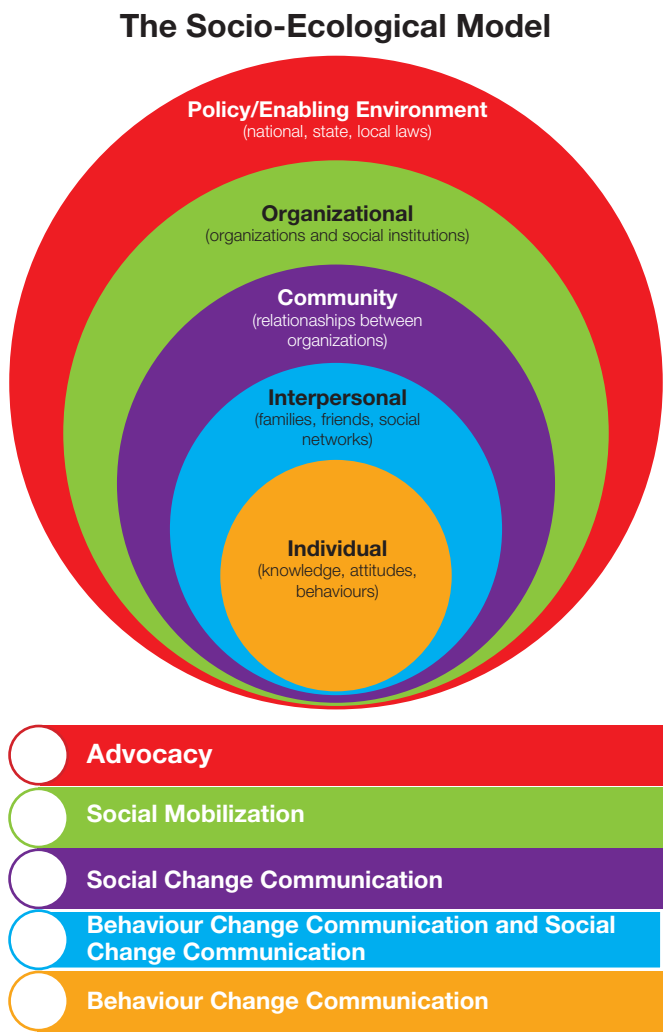 The Socio-Ecological Model
Policy/Enabling Environment
(national, state, local laws)
Organizational
(organizations and social institutions)
Community
(relationships between
organizations)
Interpersonal
(families, friends, social
networks)
Individual
(knowledge, attitudes,
behaviours)
Advocacy
Social Mobilization
Social Change Communication
Behaviour Change Communication and Social
Change Communication
Behaviour Change Communication